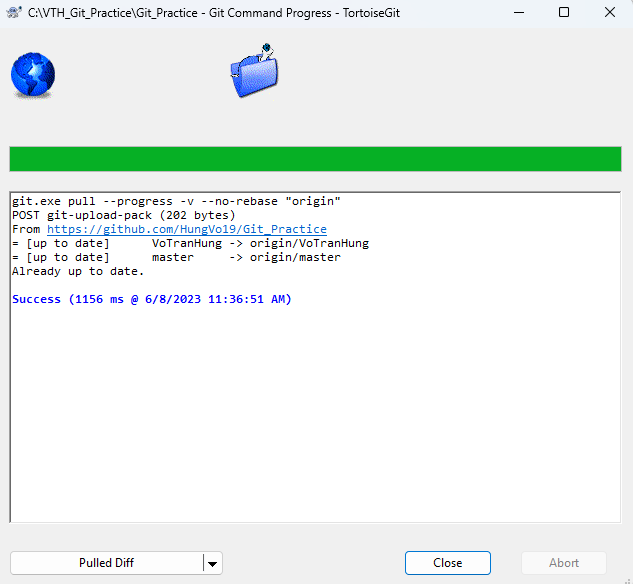 C:\VTH_Git_Practice\Git_Practice - Git Command Progress - TortoiseGit
git.exe pull --progress -v --no-rebase "origin"
POST git-upload-pack (202 bytes)
From https://github.com/HungVo19/Git_Practice
= [up to date]      VoTranHung -> origin/VoTranHung
= [up to date]      master     -> origin/master
Already up to date.
Success (1156 ms @ 6/8/2023 11:36:51 AM)
Pulled Diff
Close
Abort